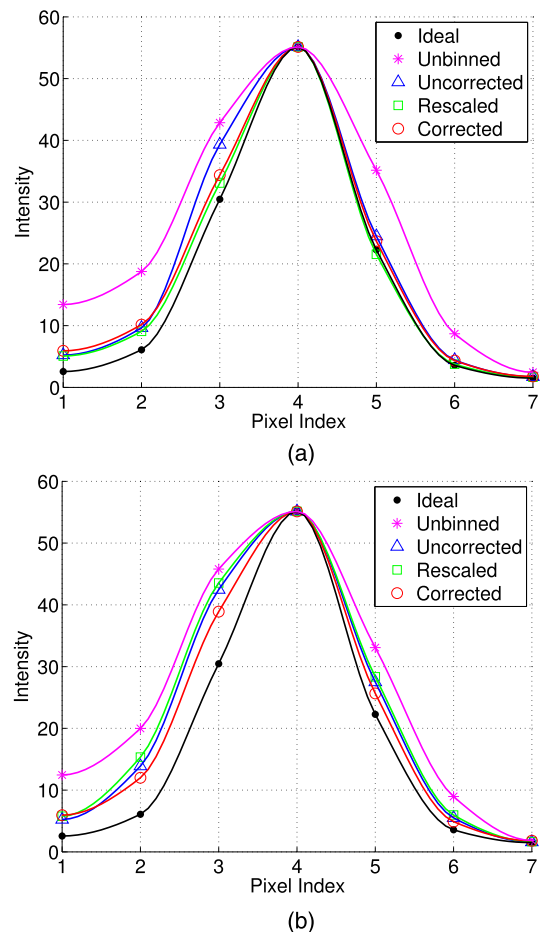 60
50
40
30
20
10
0
Intensity
Ideal
Unbinned
Uncorrected
Rescaled
Corrected
1 2 3 4 5 6 7
Pixel Index
(a)
60
50
40
30
20
10
0
Intensity
Ideal
Unbinned
Uncorrected
Rescaled
Corrected
1 2 3 4 5 6 7
Pixel Index
(b)